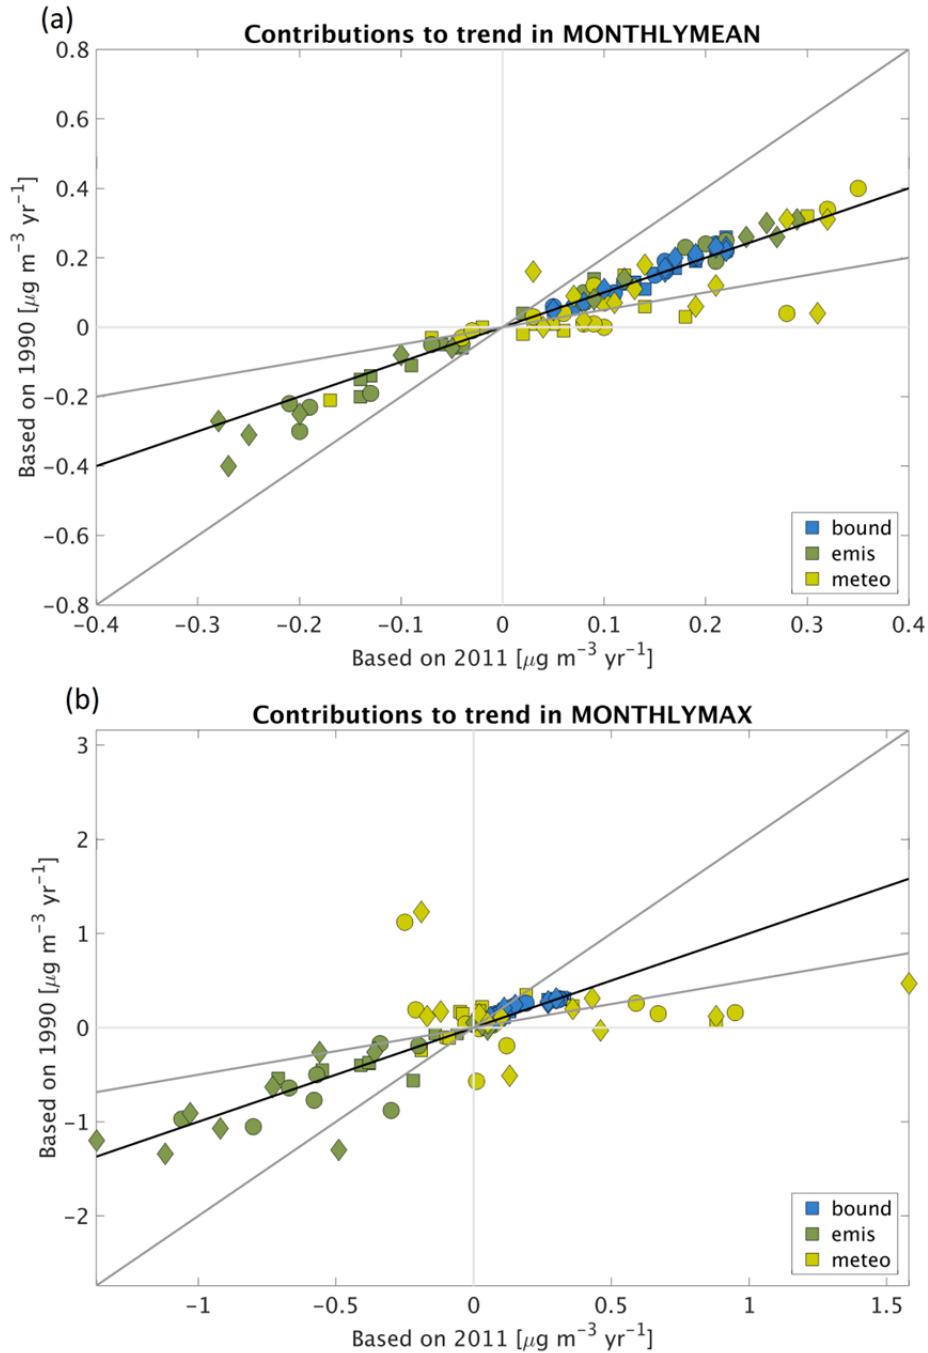 (a)
Contributions to trend in MONTHLYMEAN
0.8
0.6
0.4
0.2
0
-0.2
-0.4
-0.6
-0.8
Based on 1990 [μg m⁻³ yr⁻¹]
bound
emis
meteo
-0.4 -0.3 -0.2 -0.1 0 0.1 0.2 0.3 0.4
Based on 2011 [μg m⁻³ yr⁻¹]
(b)
Contributions to trend in MONTHLYMAX
3
2
1
0
-1
-2
Based on 1990 [μg m⁻³ yr⁻¹]
bound
emis
meteo
-1 -0.5 0 0.5 1 1.5
Based on 2011 [μg m⁻³ yr⁻¹]